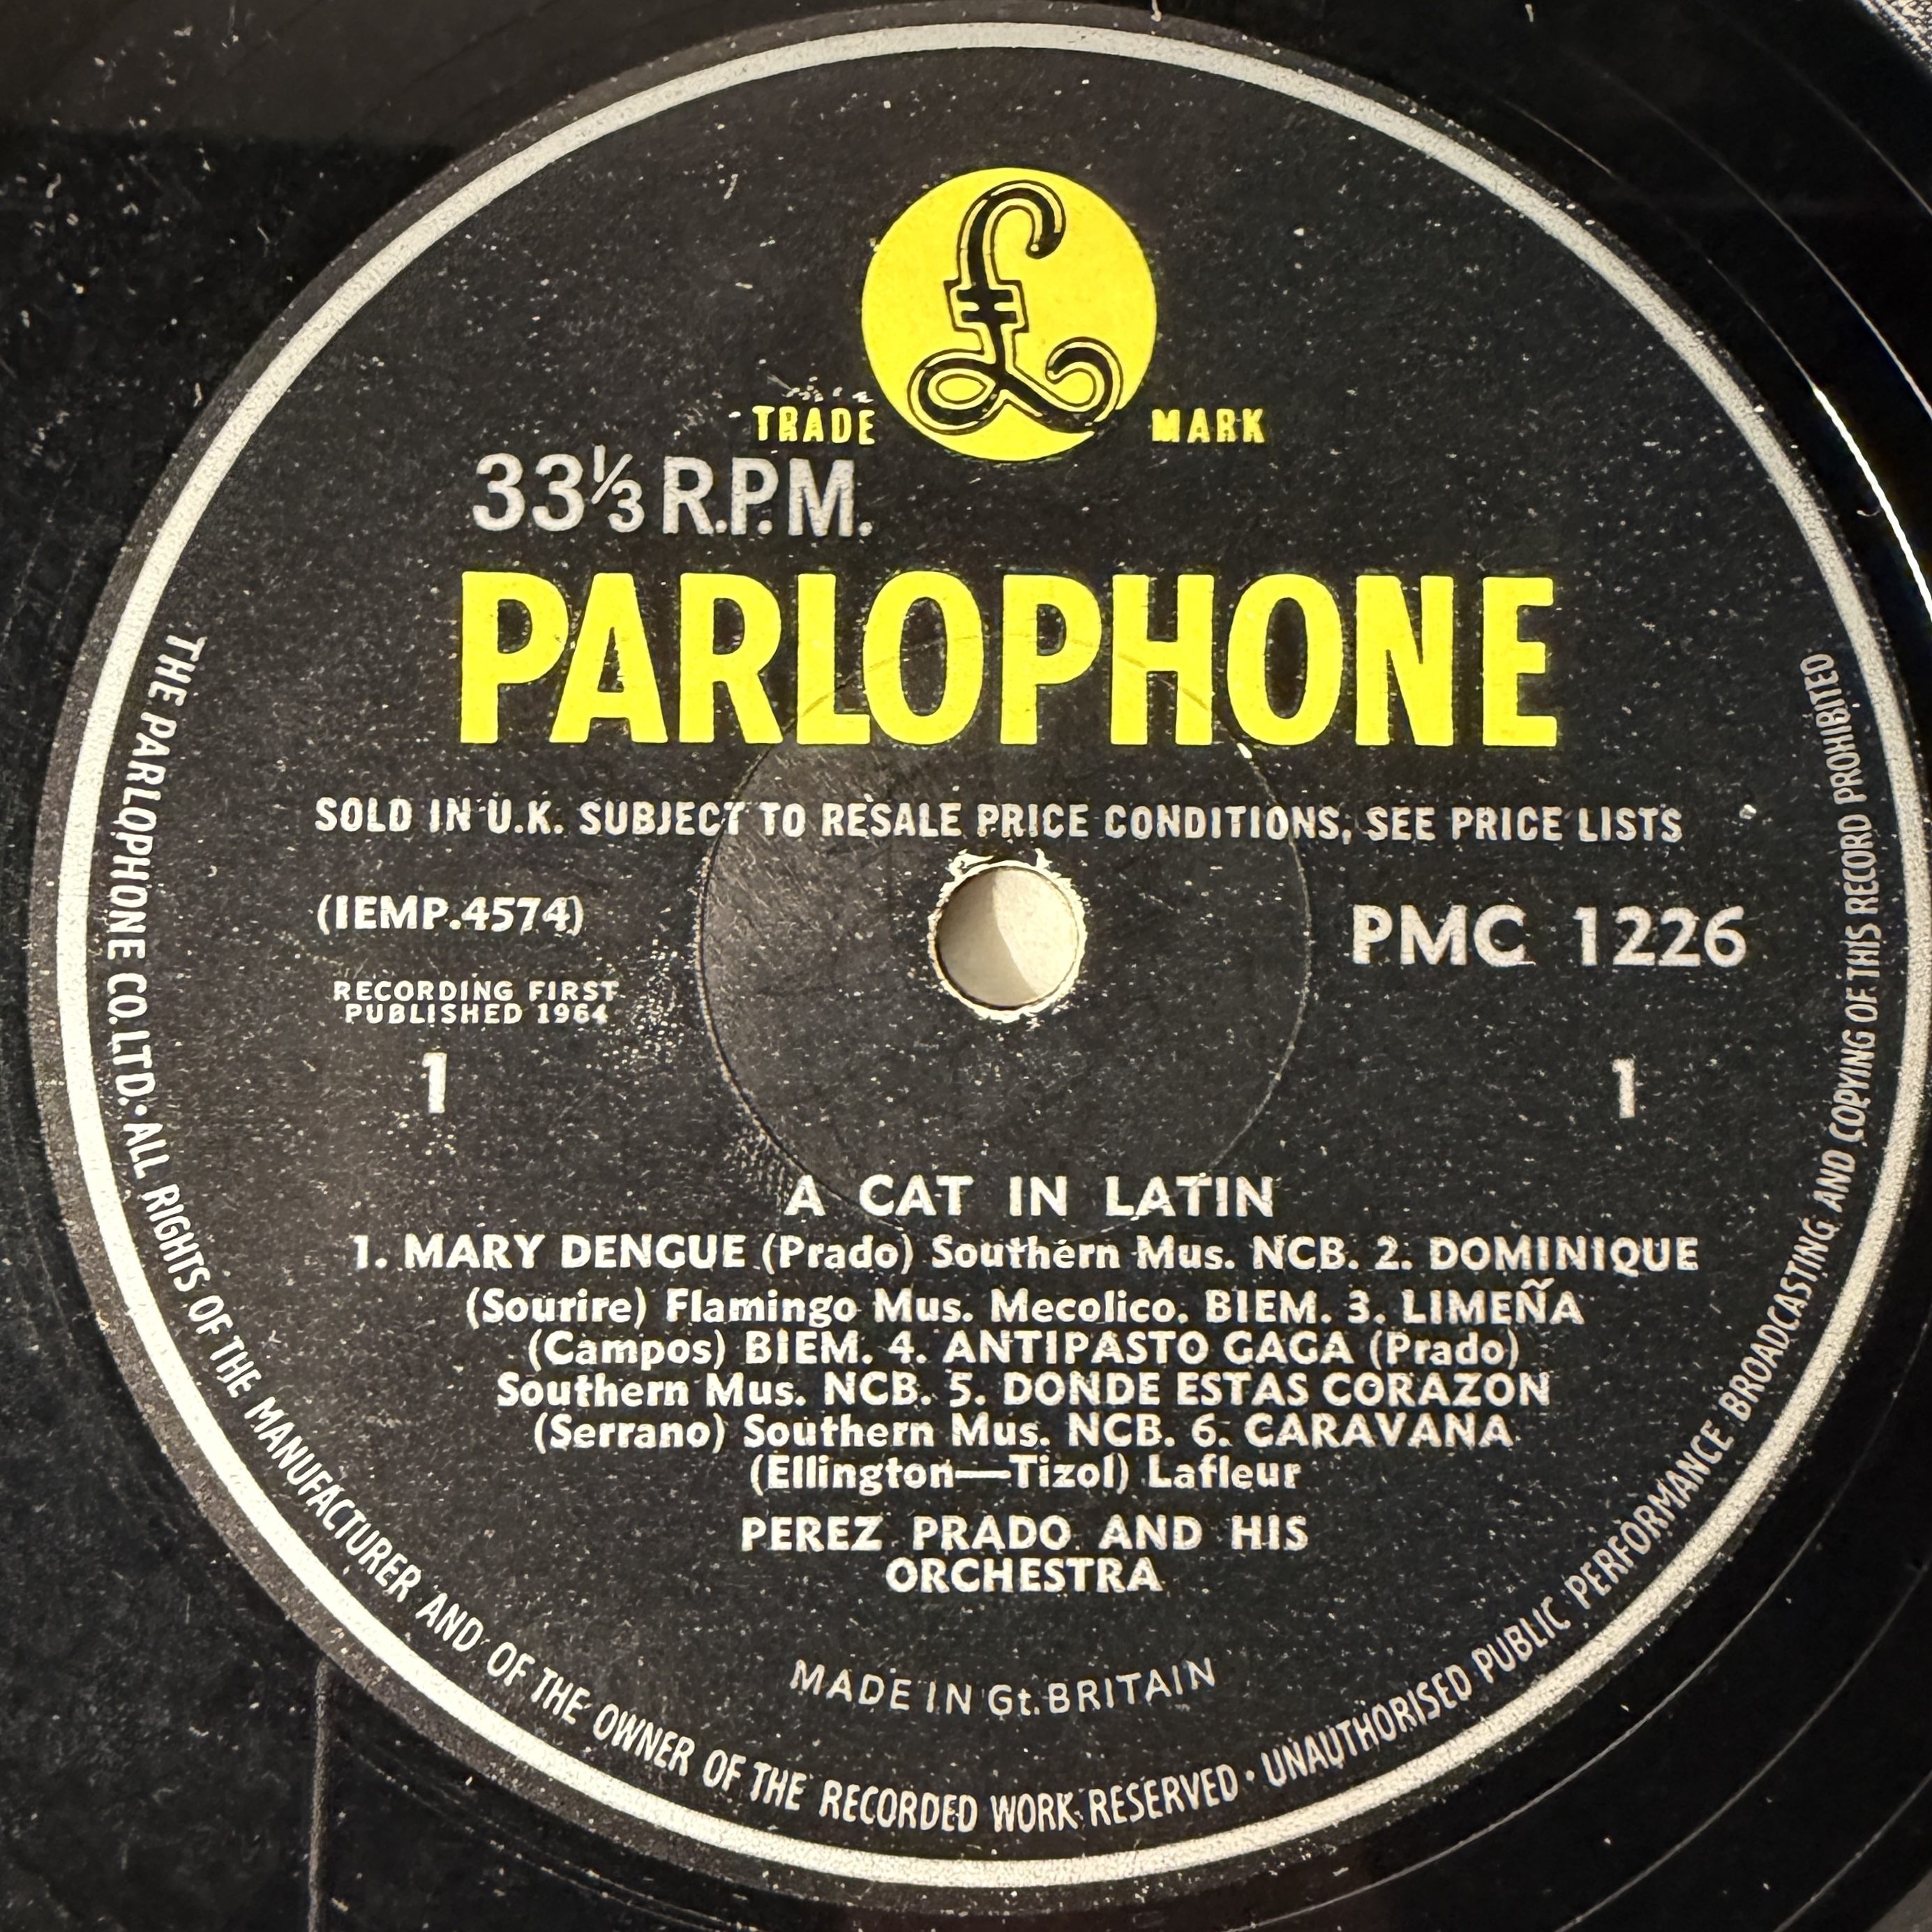 £
TRADE MARK
33⅓ R.P.M.
PARLOPHONE
SOLD IN U.K. SUBJECT TO RESALE PRICE CONDITIONS, SEE PRICE LISTS
(IEMP.4574)
PMC 1226
RECORDING FIRST
PUBLISHED 1964
1
1
A CAT IN LATIN
1. MARY DENGUE (Prado) Southern Mus. NCB. 2. DOMINIQUE
(Sourire) Flamingo Mus. Mecolico. BIEM. 3. LIMEÑA
(Campos) BIEM. 4. ANTIPASTO GAGA (Prado)
Southern Mus. NCB. 5. DONDE ESTAS CORAZON
(Serrano) Southern Mus. NCB. 6. CARAVANA
(Ellington—Tizol) Lafleur
PEREZ PRADO AND HIS
ORCHESTRA
MADE IN Gt. BRITAIN
THE PARLOPHONE CO. LTD. · ALL RIGHTS OF THE MANUFACTURER AND OF THE OWNER OF THE RECORDED WORK RESERVED · UNAUTHORISED PUBLIC PERFORMANCE BROADCASTING AND COPYING OF THIS RECORD PROHIBITED